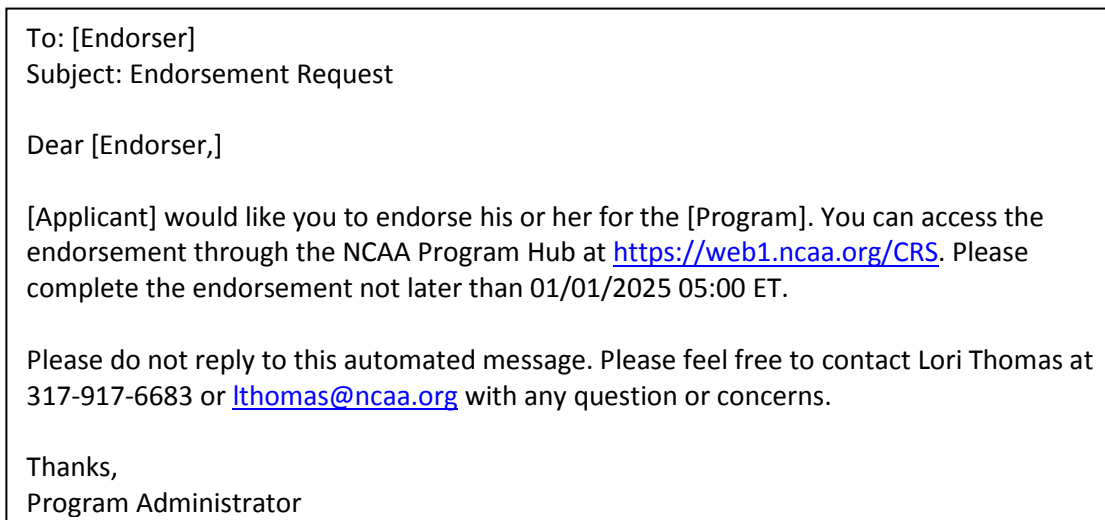 To: [Endorser]
Subject: Endorsement Request
Dear [Endorser,]
[Applicant] would like you to endorse his or her for the [Program]. You can access the
endorsement through the NCAA Program Hub at https://web1.ncaa.org/CRS. Please
complete the endorsement not later than 01/01/2025 05:00 ET.
Please do not reply to this automated message. Please feel free to contact Lori Thomas at
317-917-6683 or lthomas@ncaa.org with any question or concerns.
Thanks,
Program Administrator